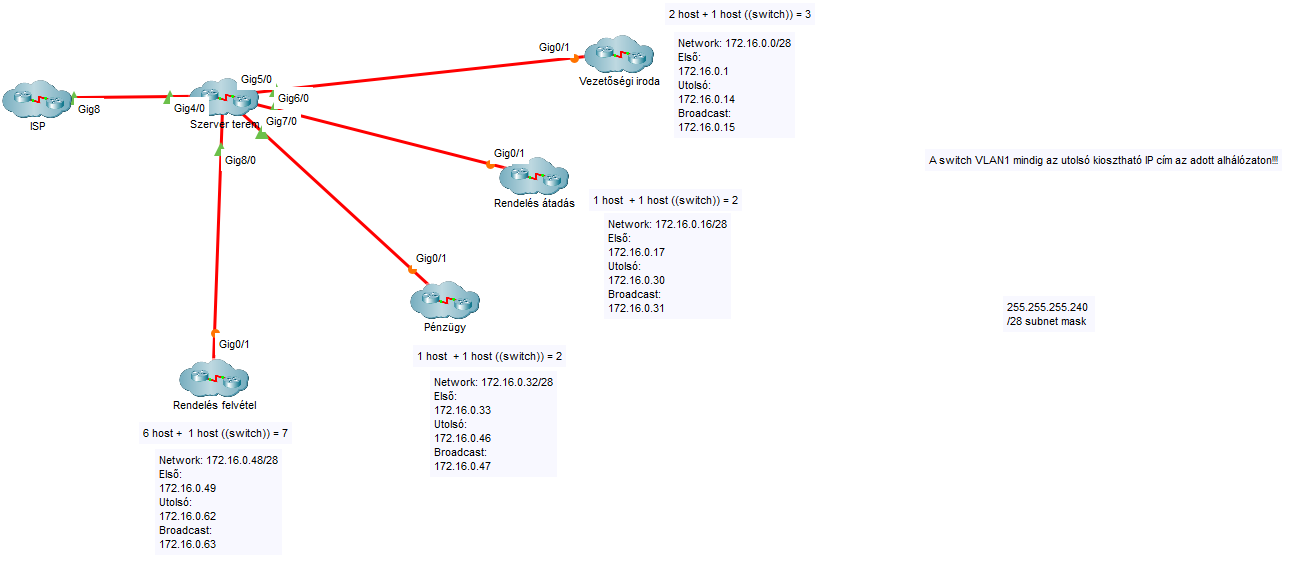 2 host + 1 host ((switch)) = 3
Network: 172.16.0.0/28
Első:
172.16.0.1
Utolsó:
172.16.0.14
Broadcast:
172.16.0.15
Gig0/1
Vezetőségi iroda
Gig5/0
Gig6/0
Gig7/0
Gig4/0
Gig8/0
Szerver terem
Gig8
ISP
A switch VLAN1 mindig az utolsó kiosztható IP cím az adott alhálózaton!!!
Gig0/1
Rendelés átadás
1 host  + 1 host ((switch)) = 2
Network: 172.16.0.16/28
Első:
172.16.0.17
Utolsó:
172.16.0.30
Broadcast:
172.16.0.31
255.255.255.240
/28 subnet mask
Gig0/1
Pénzügy
1 host  + 1 host ((switch)) = 2
Network: 172.16.0.32/28
Első:
172.16.0.33
Utolsó:
172.16.0.46
Broadcast:
172.16.0.47
Gig0/1
Rendelés felvétel
6 host +  1 host ((switch)) = 7
Network: 172.16.0.48/28
Első:
172.16.0.49
Utolsó:
172.16.0.62
Broadcast:
172.16.0.63